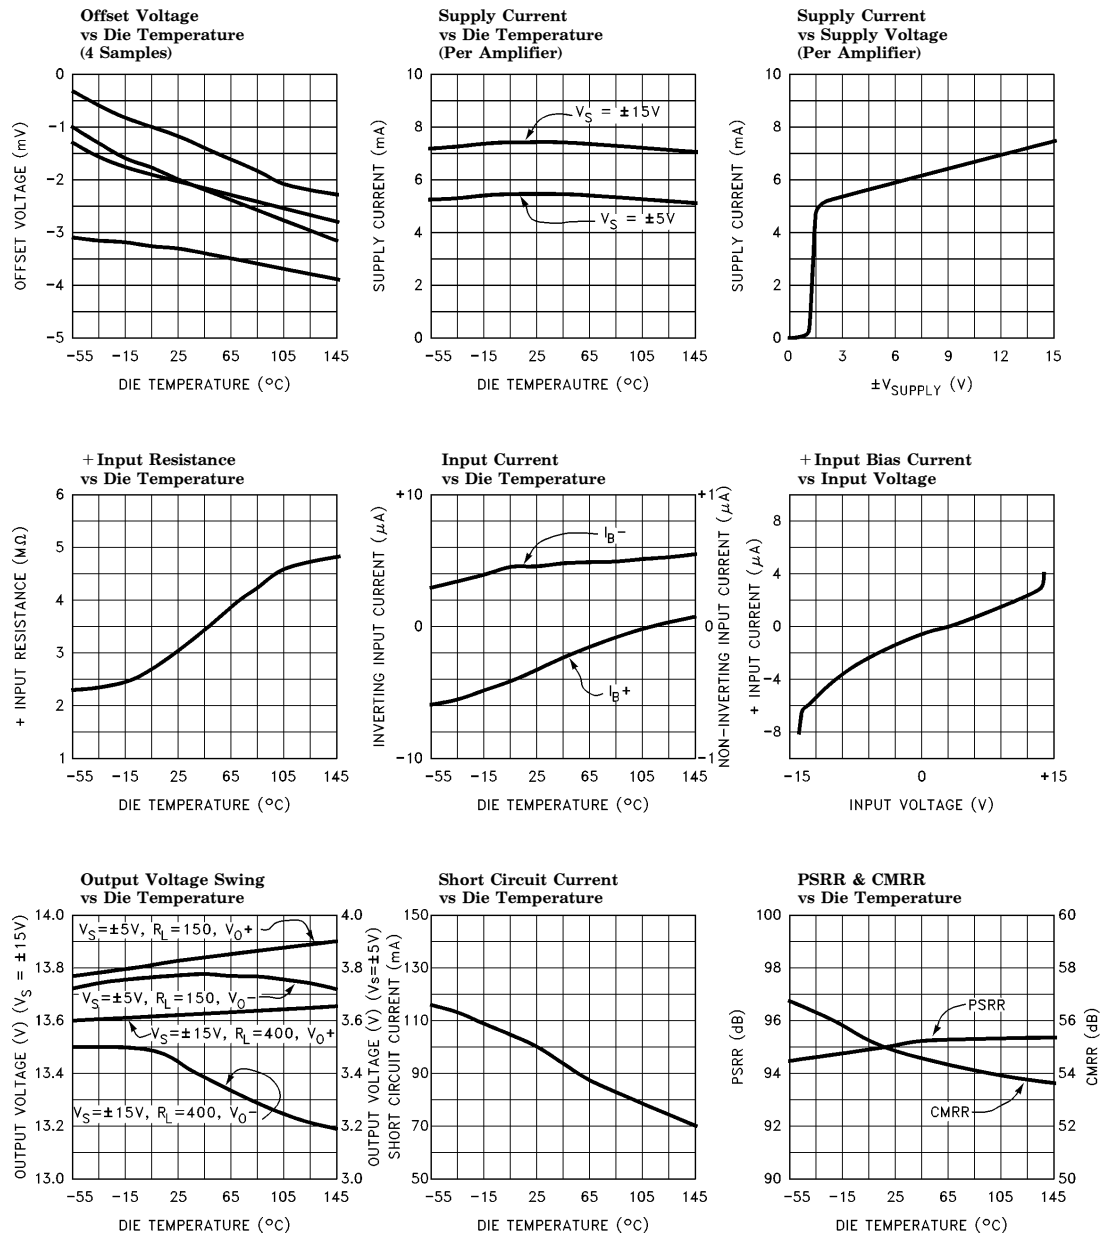 Offset Voltage
vs Die Temperature
(4 Samples)
0
-1
-2
-3
-4
-5
OFFSET VOLTAGE (mV)
-55 -15 25 65 105 145
DIE TEMPERATURE (°C)
Supply Current
vs Die Temperature
(Per Amplifier)
10
8
6
4
2
0
SUPPLY CURRENT (mA)
VS = ±15V
VS = ±5V
-55 -15 25 65 105 145
DIE TEMPERAUTRE (°C)
Supply Current
vs Supply Voltage
(Per Amplifier)
10
8
6
4
2
0
SUPPLY CURRENT (mA)
0 3 6 9 12 15
±VSUPPLY (V)
+Input Resistance
vs Die Temperature
6
5
4
3
2
1
+ INPUT RESISTANCE (MΩ)
-55 -15 25 65 105 145
DIE TEMPERATURE (°C)
Input Current
vs Die Temperature
+10
0
-10
INVERTING INPUT CURRENT (μA)
IB-
IB+
+1
0
-1
NON-INVERTING INPUT CURRENT (μA)
-55 -15 25 65 105 145
DIE TEMPERATURE (°C)
+Input Bias Current
vs Input Voltage
8
4
0
-4
-8
+ INPUT CURRENT (μA)
-15 0 +15
INPUT VOLTAGE (V)
Output Voltage Swing
vs Die Temperature
14.0
13.8
13.6
13.4
13.2
13.0
OUTPUT VOLTAGE (V) (VS = ±15V)
VS=±5V, RL=150, VO+
VS=±5V, RL=150, VO-
VS=±15V, RL=400, VO+
VS=±15V, RL=400, VO-
4.0
3.8
3.6
3.4
3.2
3.0
OUTPUT VOLTAGE (V) (Vs=±5V)
-55 -15 25 65 105 145
DIE TEMPERATURE (°C)
Short Circuit Current
vs Die Temperature
150
130
110
90
70
50
SHORT CIRCUIT CURRENT (mA)
-55 -15 25 65 105 145
DIE TEMPERATURE (°C)
PSRR & CMRR
vs Die Temperature
100
98
96
94
92
90
PSRR (dB)
PSRR
CMRR
60
58
56
54
52
50
CMRR (dB)
-55 -15 25 65 105 145
DIE TEMPERATURE (°C)